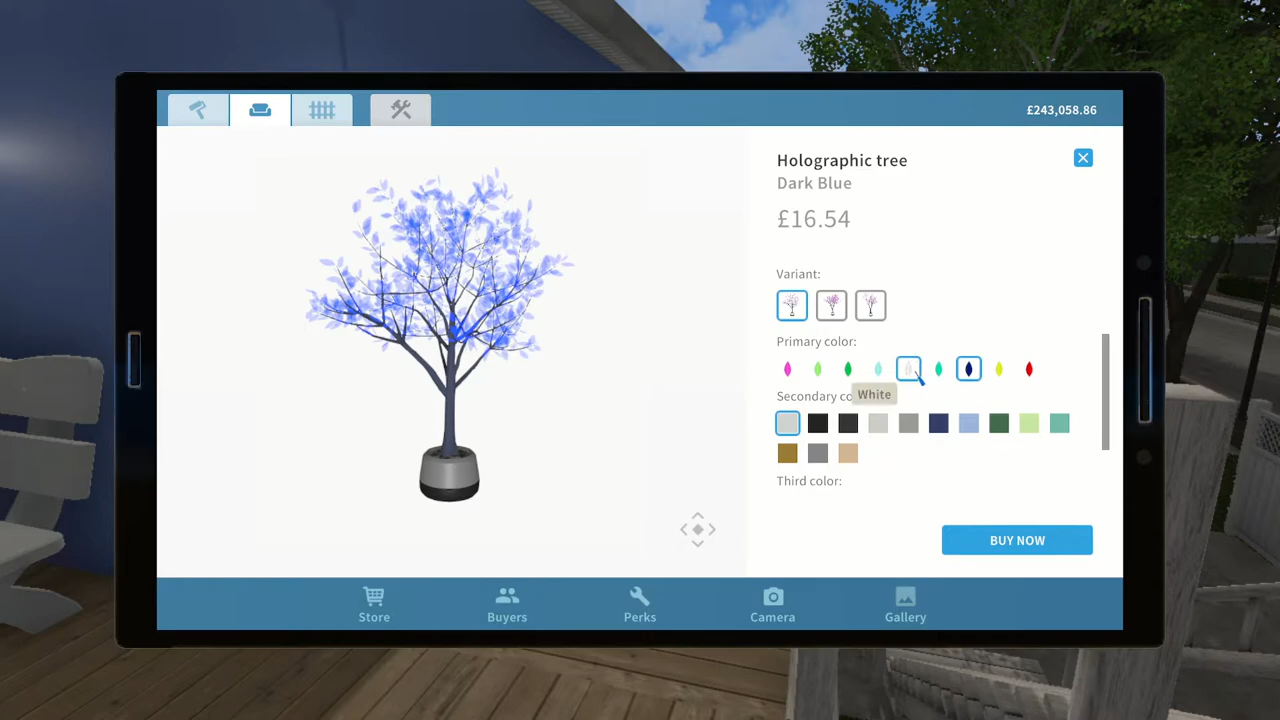 £243,058.86
Holographic tree
Dark Blue
£16.54
Variant:
Primary color:
White
Secondary co
Third color:
BUY NOW
Store
Buyers
Perks
Camera
Gallery